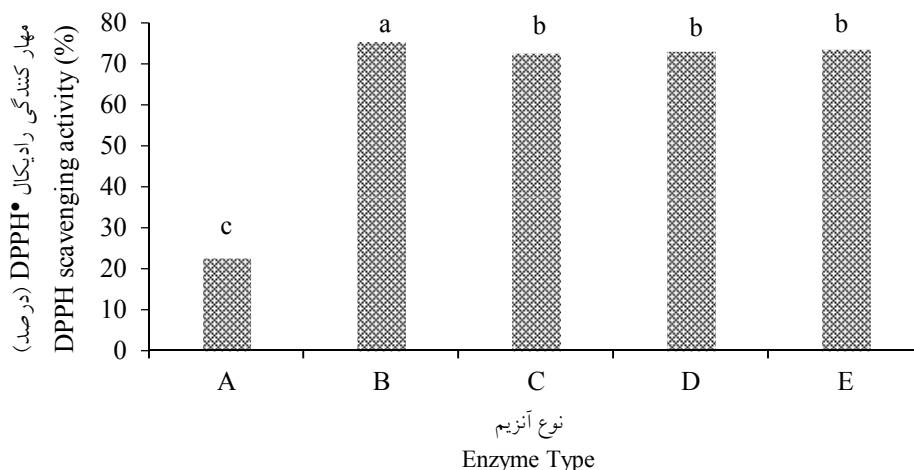 مهار کنندگی رادیکال DPPH● (درصد)
DPPH scavenging activity (%)
80
70
60
50
40
30
20
10
0
c
a
b
b
b
A
B
C
D
E
نوع آنزیم
Enzyme Type